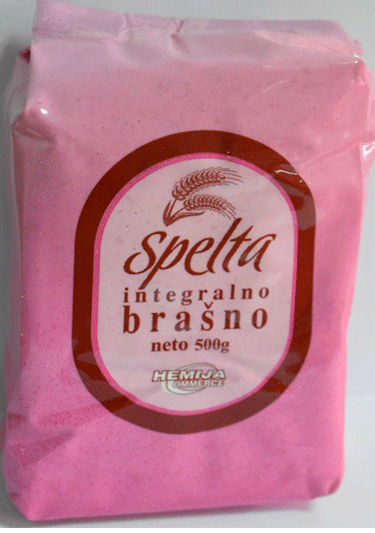 Spelta
integralno
brašno
neto 500g
HEMIJA
COMMERCE